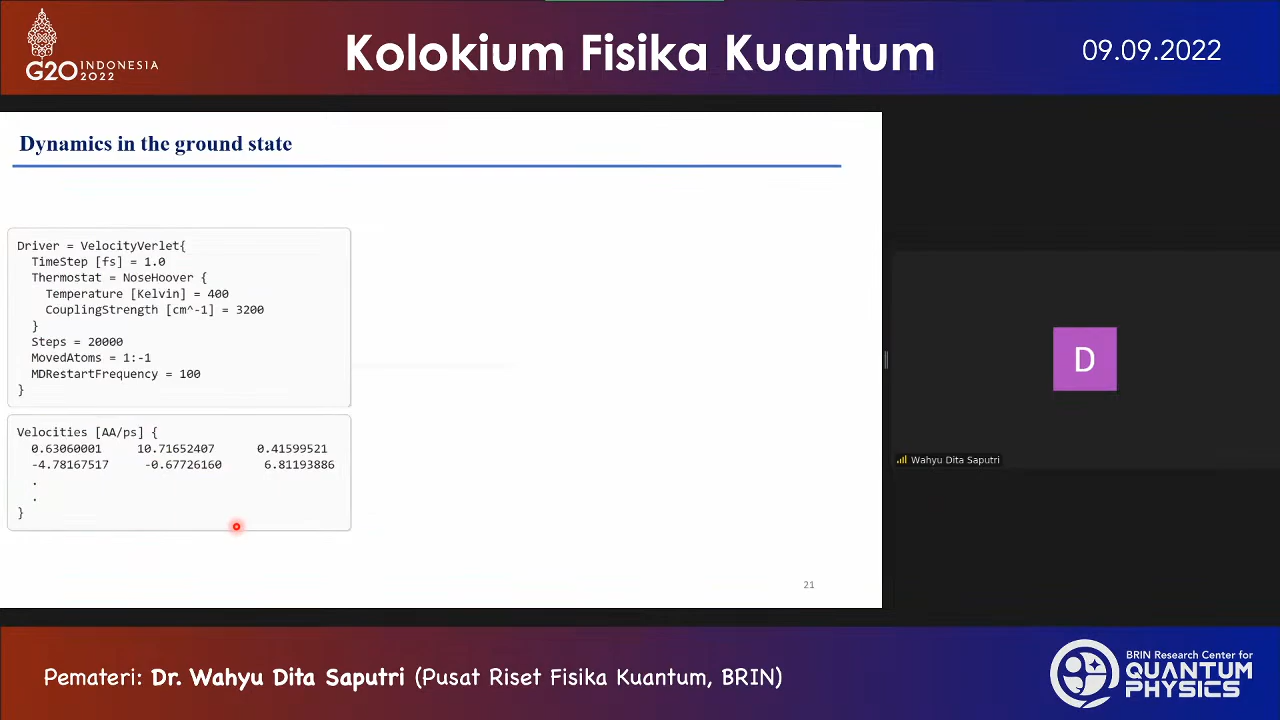 G20 INDONESIA 2022
Kolokium Fisika Kuantum
09.09.2022
Dynamics in the ground state
Driver = VelocityVerlet{
TimeStep [fs] = 1.0
Thermostat = NoseHoover {
Temperature [Kelvin] = 400
CouplingStrength [cm^-1] = 3200
}
Steps = 20000
MovedAtoms = 1:-1
MDRestartFrequency = 100
}
Velocities [AA/ps] {
0.63060001 10.71652407 0.41599521
-4.78167517 -0.67726160 6.81193886
.
.
}
21
D
Wahyu Dita Saputri
Pemateri: Dr. Wahyu Dita Saputri (Pusat Riset Fisika Kuantum, BRIN)
BRIN Research Center for
QUANTUM
PHYSICS